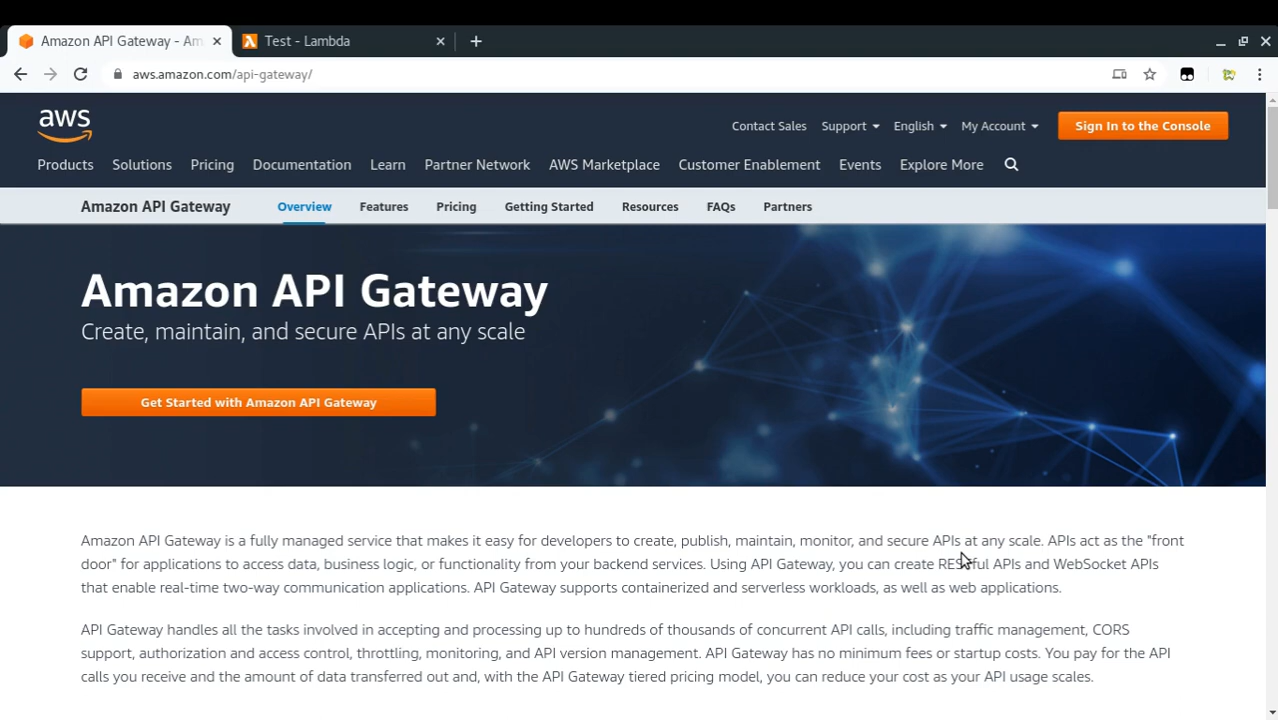 Amazon API Gateway - Am
Test - Lambda
aws.amazon.com/api-gateway/
aws
Contact Sales Support English My Account Sign In to the Console
Products Solutions Pricing Documentation Learn Partner Network AWS Marketplace Customer Enablement Events Explore More
Amazon API Gateway Overview Features Pricing Getting Started Resources FAQs Partners
Amazon API Gateway
Create, maintain, and secure APIs at any scale
Get Started with Amazon API Gateway
Amazon API Gateway is a fully managed service that makes it easy for developers to create, publish, maintain, monitor, and secure APIs at any scale. APIs act as the "front
door" for applications to access data, business logic, or functionality from your backend services. Using API Gateway, you can create RESTful APIs and WebSocket APIs
that enable real-time two-way communication applications. API Gateway supports containerized and serverless workloads, as well as web applications.
API Gateway handles all the tasks involved in accepting and processing up to hundreds of thousands of concurrent API calls, including traffic management, CORS
support, authorization and access control, throttling, monitoring, and API version management. API Gateway has no minimum fees or startup costs. You pay for the API
calls you receive and the amount of data transferred out and, with the API Gateway tiered pricing model, you can reduce your cost as your API usage scales.